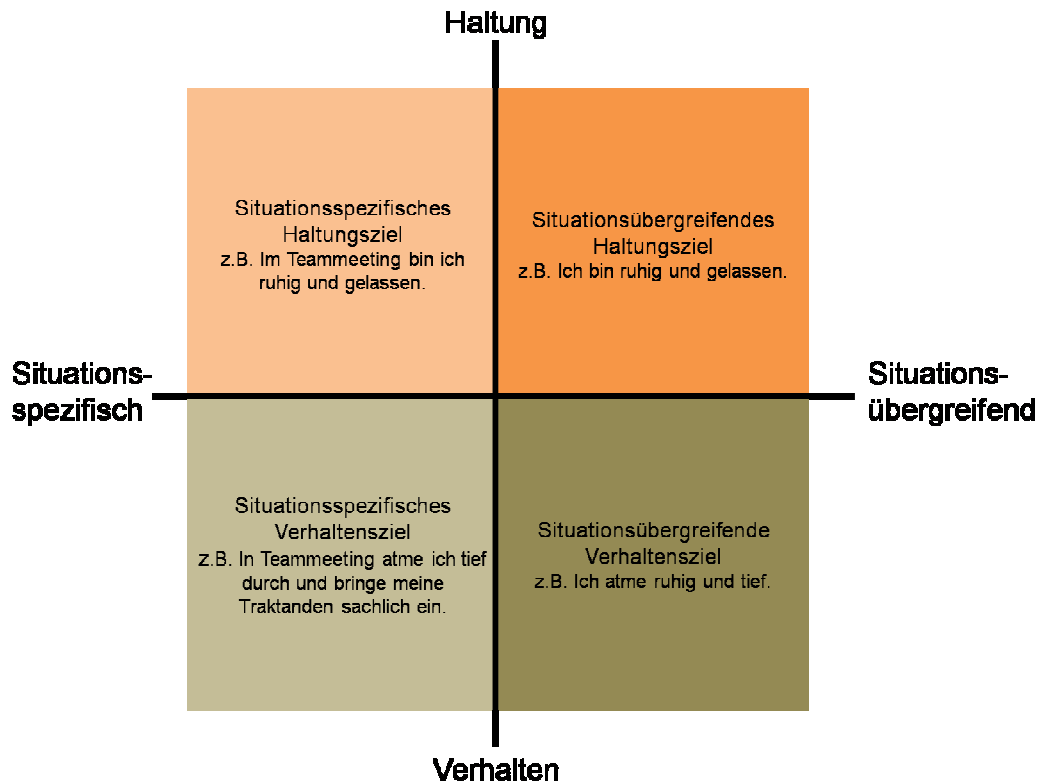 Haltung
Situationsspezifisches
Haltungsziel
z.B. Im Teammeeting bin ich
ruhig und gelassen.
Situationsübergreifendes
Haltungsziel
z.B. Ich bin ruhig und gelassen.
Situations-
spezifisch
Situations-
übergreifend
Situationsspezifisches
Verhaltensziel
z.B. In Teammeeting atme ich tief
durch und bringe meine
Traktanden sachlich ein.
Situationsübergreifende
Verhaltensziel
z.B. Ich atme ruhig und tief.
Verhalten